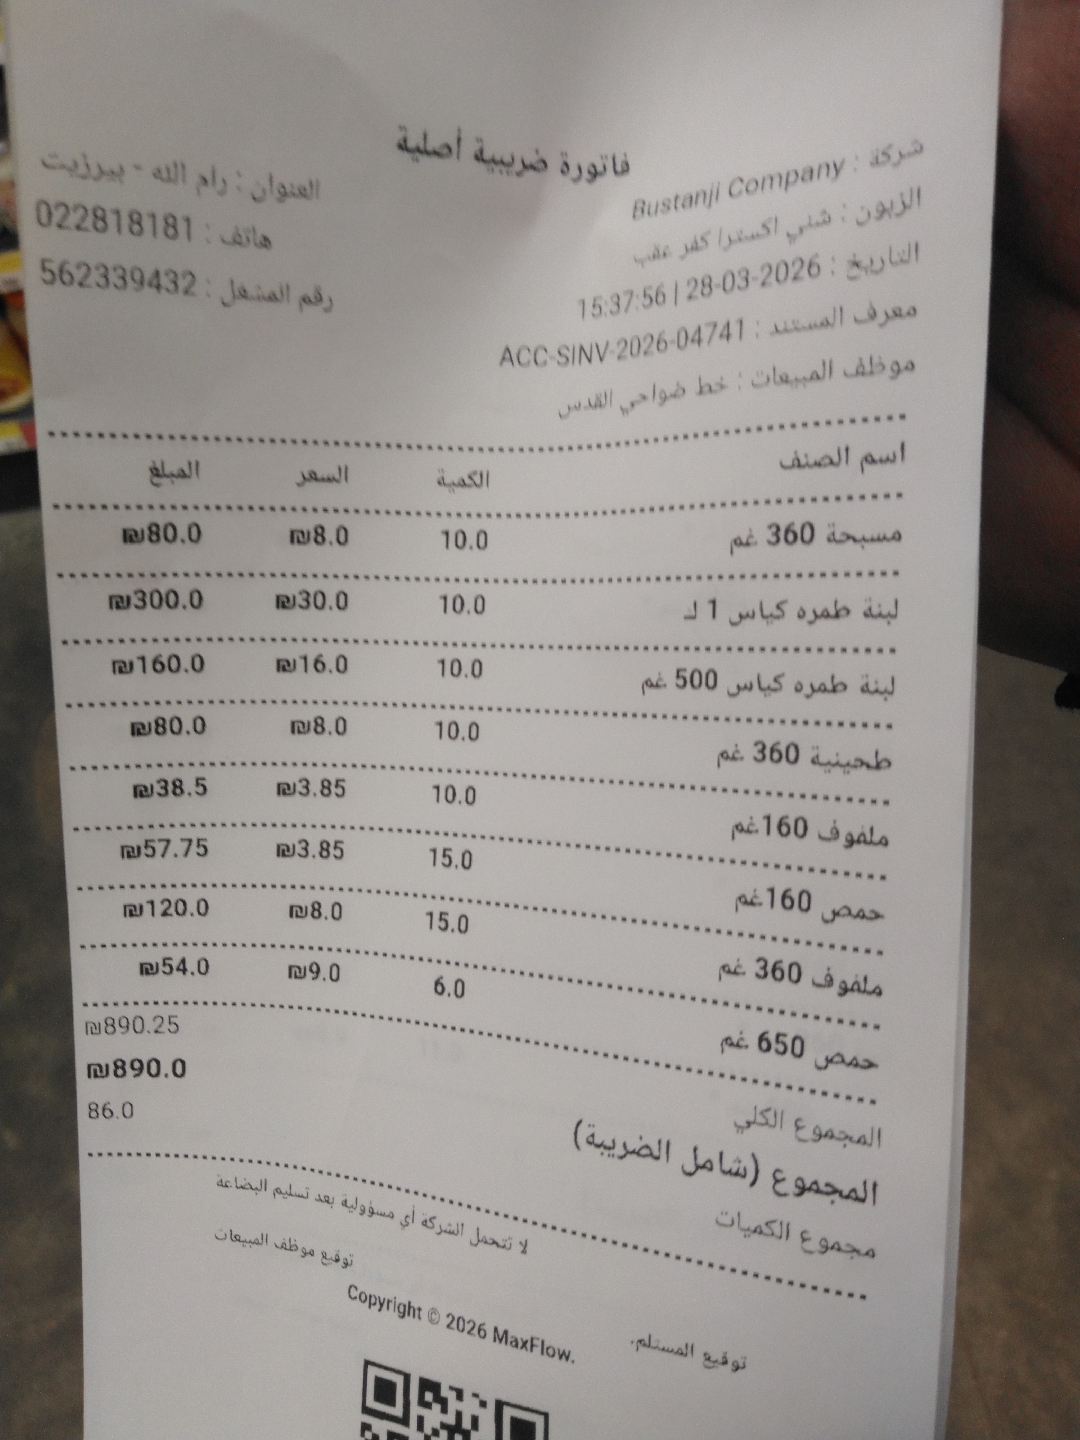 فاتورة ضريبية أصلية
شركة : Bustanji Company
العنوان : رام الله - بيرزيت
الزبون : شني اكسترا/ كفر عقب
هاتف : 022818181
التاريخ : 28-03-2026 | 15:37:56
رقم المشغل : 562339432
معرف المستند : ACC-SINV-2026-04741
موظف المبيعات : خط ضواحي القدس
اسم الصنف الكمية السعر المبلغ
مسبحة 360 غم 10.0 ₪8.0 ₪80.0
لبنة طمره كياس 1 ك 10.0 ₪30.0 ₪300.0
لبنة طمره كياس 500 غم 10.0 ₪16.0 ₪160.0
طحينية 360 غم 10.0 ₪8.0 ₪80.0
ملفوف 160غم 10.0 ₪3.85 ₪38.5
حمص 160غم 15.0 ₪3.85 ₪57.75
ملفوف 360 غم 15.0 ₪8.0 ₪120.0
حمص 650 غم 6.0 ₪9.0 ₪54.0
المجموع الكلي ₪890.25
المجموع (شامل الضريبة) ₪890.0
مجموع الكميات 86.0
لا تتحمل الشركة أي مسؤولية بعد تسليم البضاعة
توقيع موظف المبيعات
توقيع المستلم.
Copyright © 2026 MaxFlow.